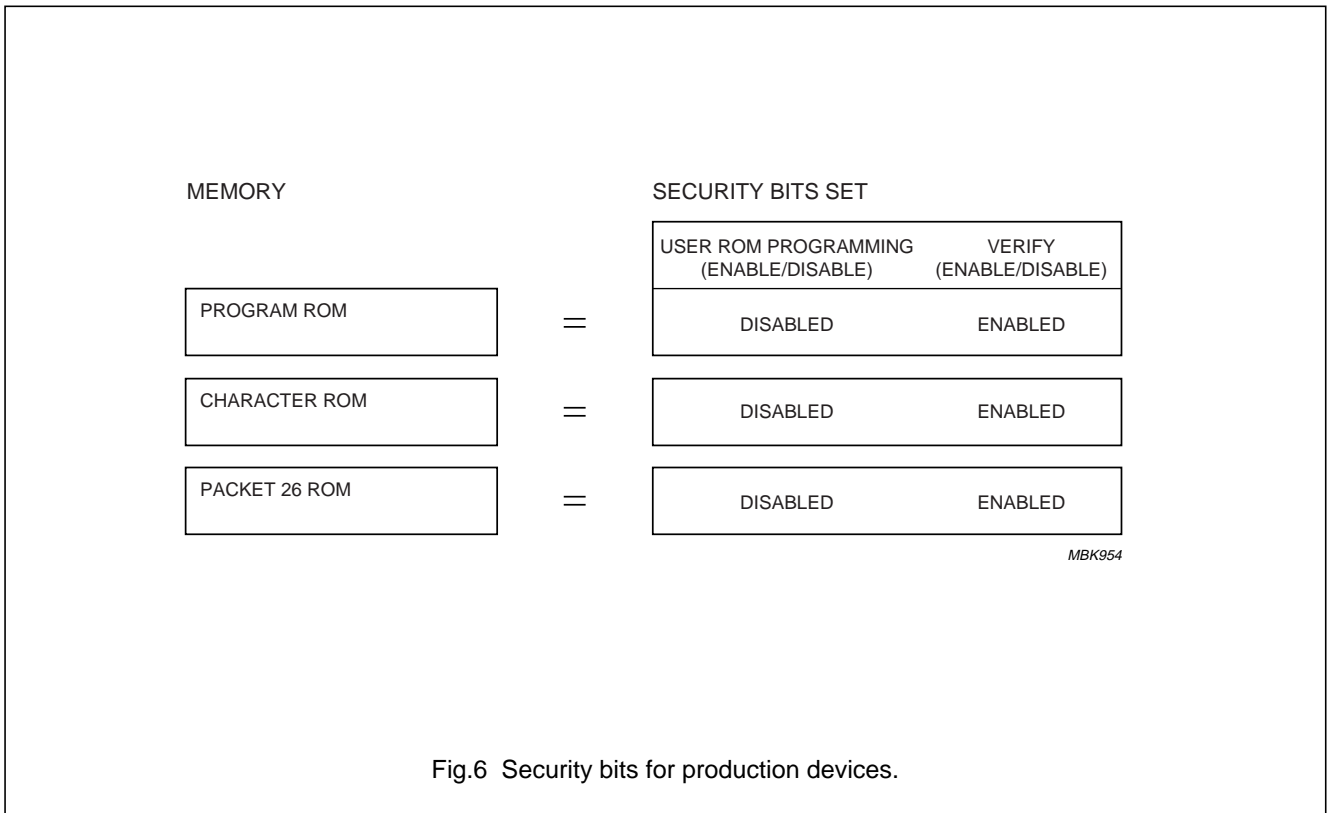 MEMORY SECURITY BITS SET
USER ROM PROGRAMMING VERIFY
(ENABLE/DISABLE) (ENABLE/DISABLE)
PROGRAM ROM = DISABLED ENABLED
CHARACTER ROM = DISABLED ENABLED
PACKET 26 ROM = DISABLED ENABLED
MBK954
Fig.6 Security bits for production devices.